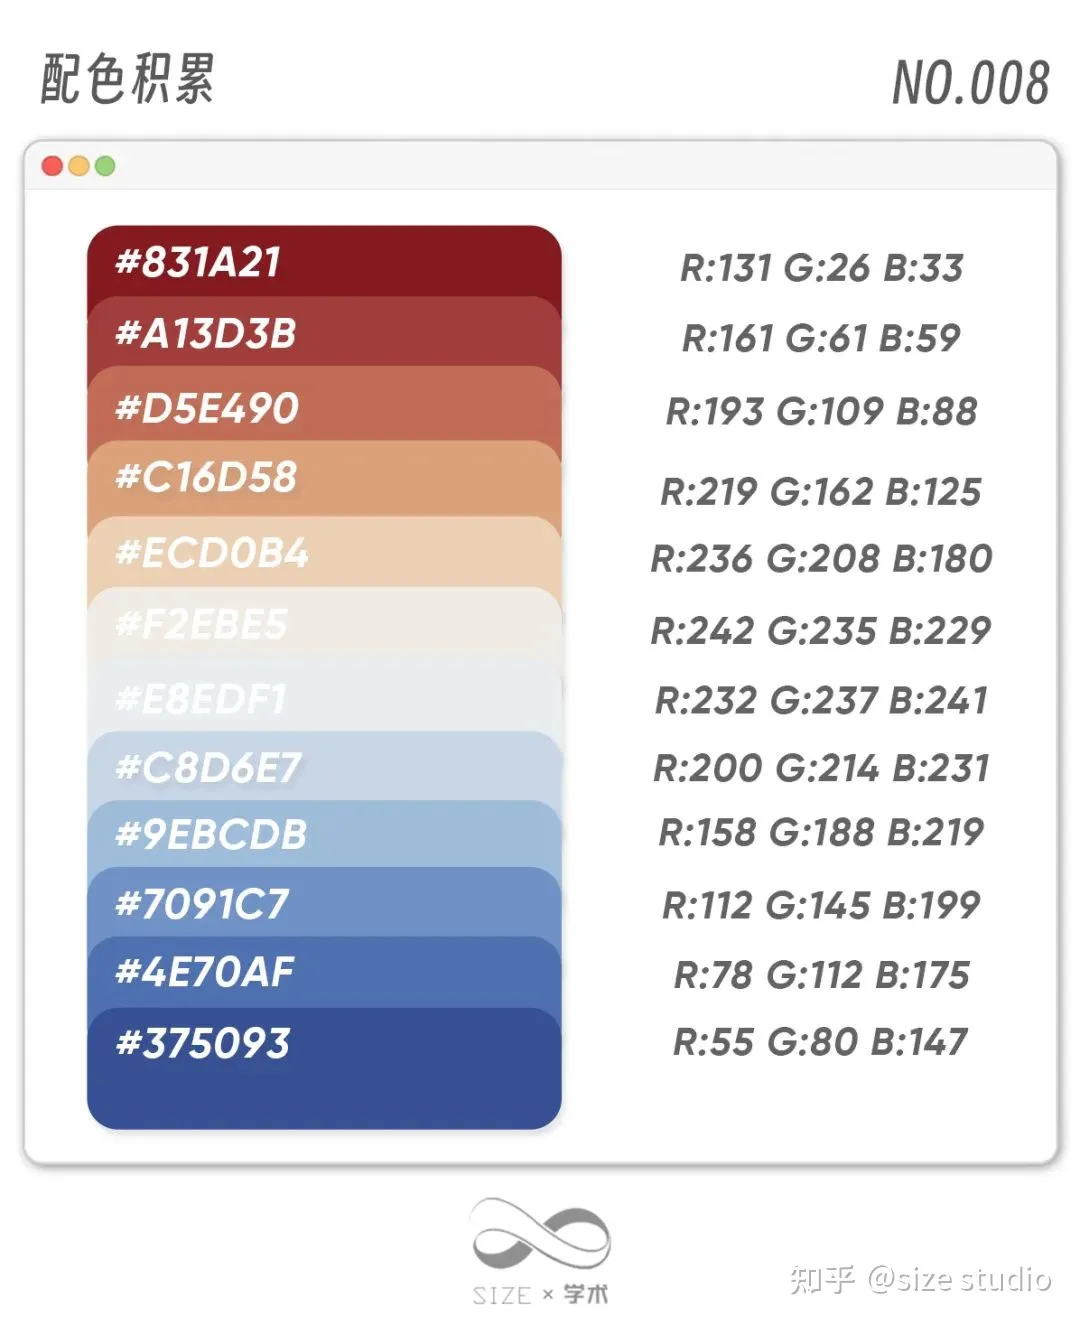 配色积累
NO.008
#831A21 R:131 G:26 B:33
#A13D3B R:161 G:61 B:59
#D5E490 R:193 G:109 B:88
#C16D58 R:219 G:162 B:125
#ECD0B4 R:236 G:208 B:180
#F2EBE5 R:242 G:235 B:229
#E8EDF1 R:232 G:237 B:241
#C8D6E7 R:200 G:214 B:231
#9EBCDB R:158 G:188 B:219
#7091C7 R:112 G:145 B:199
#4E70AF R:78 G:112 B:175
#375093 R:55 G:80 B:147
SIZE × 学术
知乎 @size studio